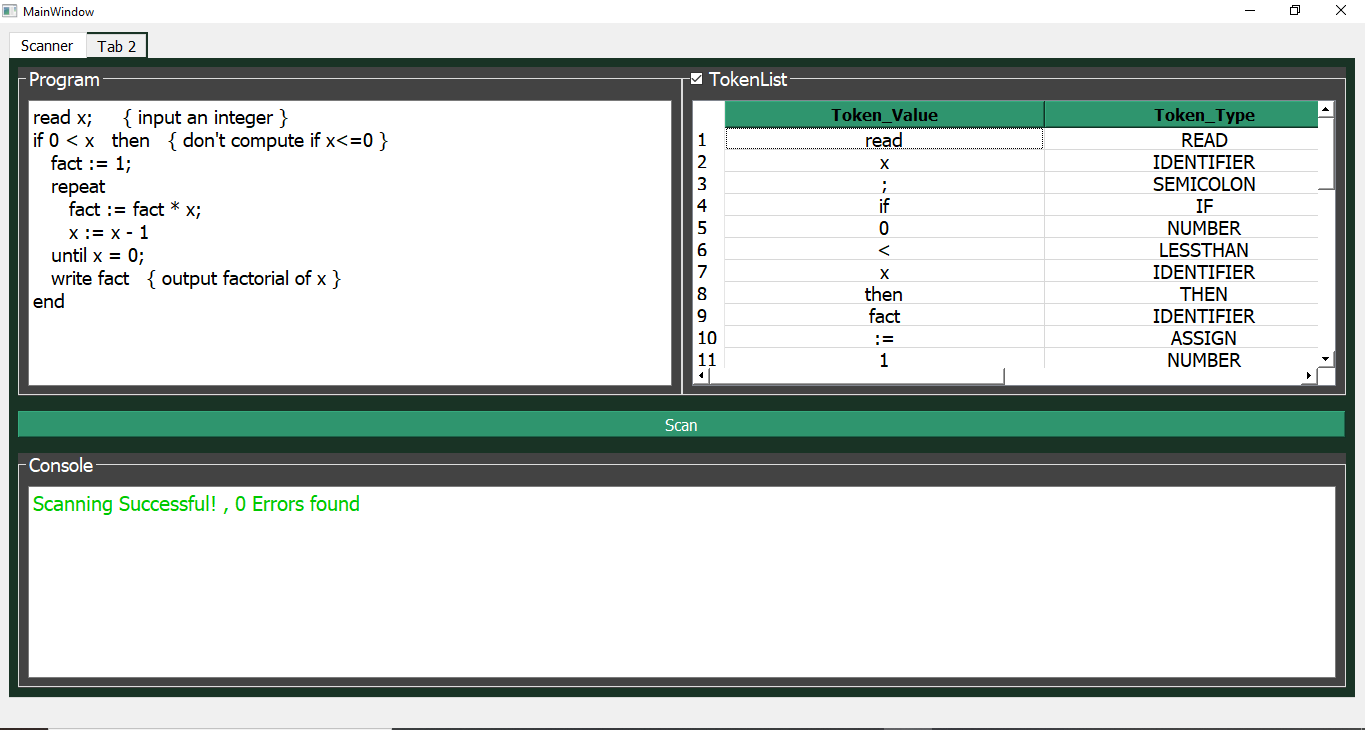 MainWindow
Scanner Tab 2
Program
read x; { input an integer }
if 0 < x then { don't compute if x<=0 }
fact := 1;
repeat
fact := fact * x;
x := x - 1
until x = 0;
write fact { output factorial of x }
end
TokenList
Token_Value Token_Type
1 read READ
2 x IDENTIFIER
3 ; SEMICOLON
4 if IF
5 0 NUMBER
6 < LESSTHAN
7 x IDENTIFIER
8 then THEN
9 fact IDENTIFIER
10 := ASSIGN
11 1 NUMBER
Scan
Console
Scanning Successful! , 0 Errors found